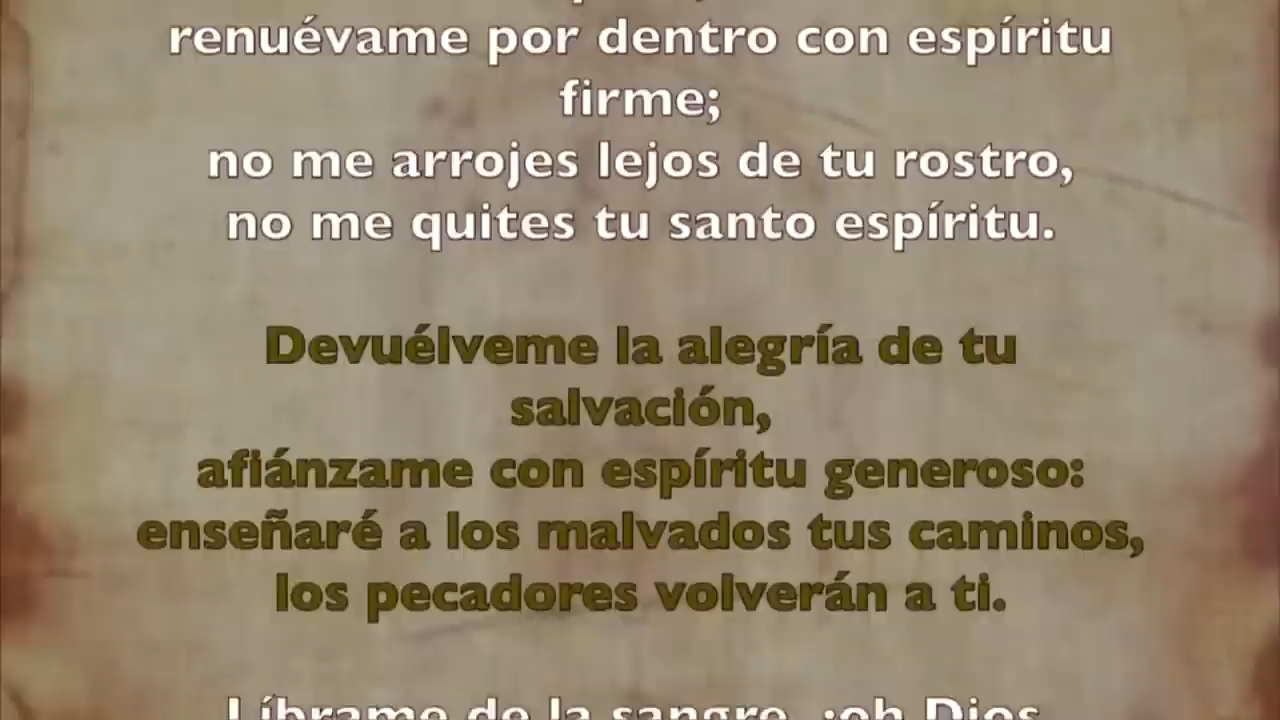 renuévame por dentro con espíritu
firme;
no me arrojes lejos de tu rostro,
no me quites tu santo espíritu.
Devuélveme la alegría de tu
salvación,
afiánzame con espíritu generoso:
enseñaré a los malvados tus caminos,
los pecadores volverán a ti.
Líbrame de la sangre, ¡oh Dios